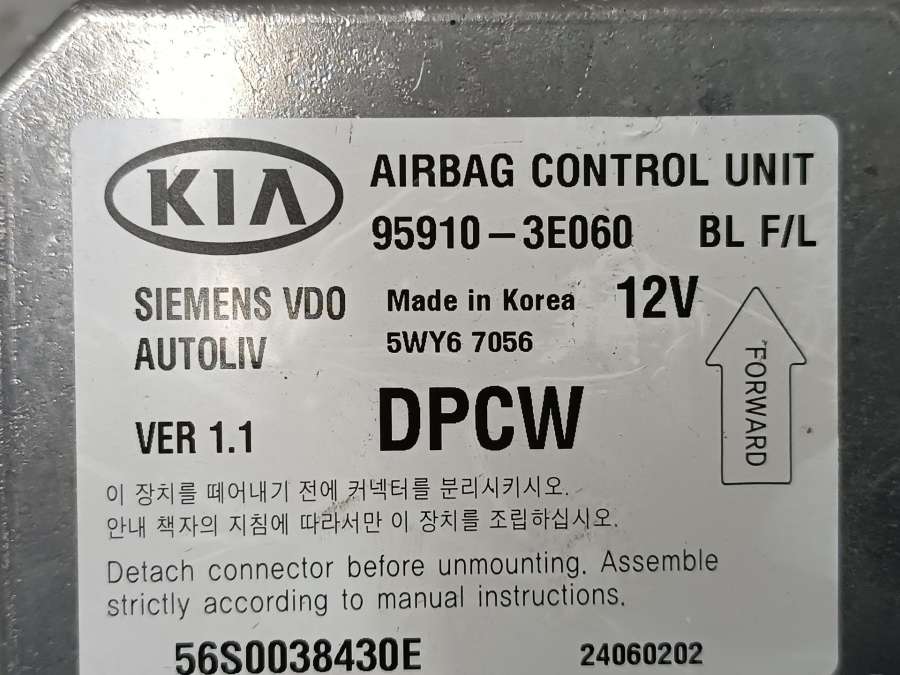 KIA
AIRBAG CONTROL UNIT
95910-3E060 BL F/L
SIEMENS VDO
AUTOLIV
Made in Korea 12V
5WY6 7056
FORWARD
VER 1.1
DPCW
이 장치를 떼어내기 전에 커넥터를 분리시키시오.
안내 책자의 지침에 따라서만 이 장치를 조립하십시오.
Detach connector before unmounting. Assemble
strictly according to manual instructions.
56S0038430E 24060202